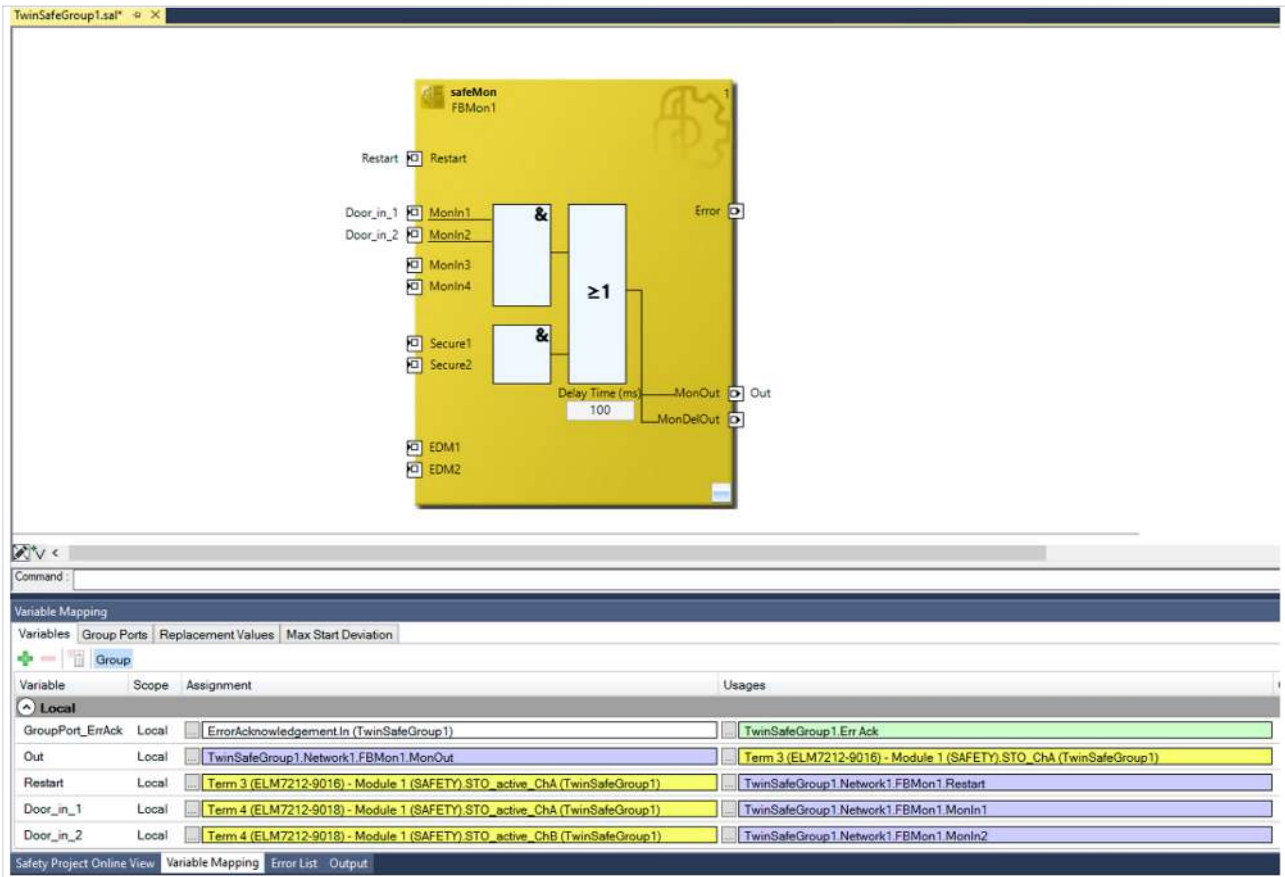 TwinSafeGroup1.sal*
safeMon 1
FBMon1
Restart Restart
Door_in_1 MonIn1 & Error
Door_in_2 MonIn2
MonIn3
MonIn4
≥1
Secure1 &
Secure2
Delay Time (ms) MonOut Out
100 MonDelOut
EDM1
EDM2
Command :
Variable Mapping
Variables Group Ports Replacement Values Max Start Deviation
Group
Variable Scope Assignment Usages
Local
GroupPort_ErrAck Local ... ErrorAcknowledgement.In (TwinSafeGroup1) ... TwinSafeGroup1.Err Ack
Out Local ... TwinSafeGroup1.Network1.FBMon1.MonOut ... Term 3 (ELM7212-9016) - Module 1 (SAFETY).STO_ChA (TwinSafeGroup1)
Restart Local ... Term 3 (ELM7212-9016) - Module 1 (SAFETY).STO_active_ChA (TwinSafeGroup1) ... TwinSafeGroup1.Network1.FBMon1.Restart
Door_in_1 Local ... Term 4 (ELM7212-9018) - Module 1 (SAFETY).STO_active_ChA (TwinSafeGroup1) ... TwinSafeGroup1.Network1.FBMon1.MonIn1
Door_in_2 Local ... Term 4 (ELM7212-9018) - Module 1 (SAFETY).STO_active_ChB (TwinSafeGroup1) ... TwinSafeGroup1.Network1.FBMon1.MonIn2
Safety Project Online View Variable Mapping Error List Output